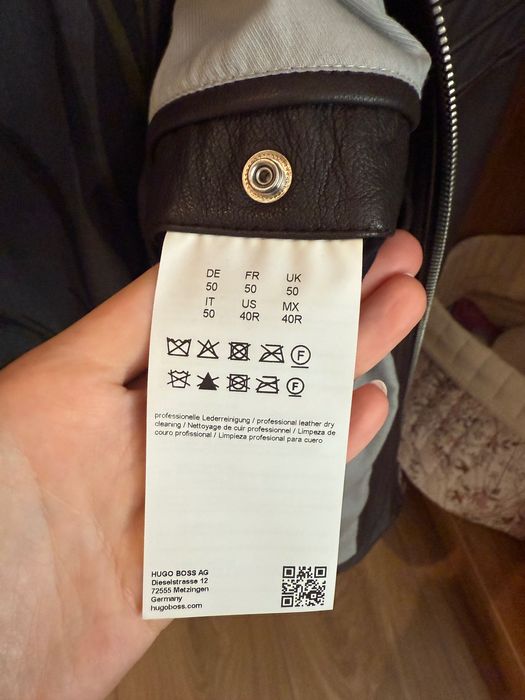 DE FR UK
50 50 50
IT US MX
50 40R 40R
F
F
professionelle Lederreinigung / professional leather dry
cleaning / Nettoyage de cuir professionnel / Limpeza de
couro profissional / Limpieza profesional para cuero
HUGO BOSS AG
Dieselstrasse 12
72555 Metzingen
Germany
hugoboss.com